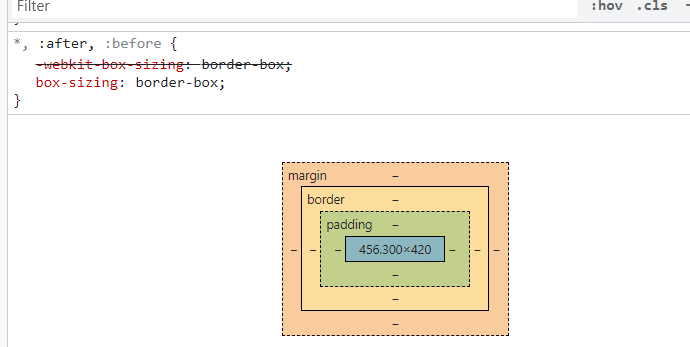 Filter :hov .cls
*, :after, :before {
-webkit-box-sizing: border-box;
box-sizing: border-box;
}
margin –
border –
padding –
– – – 456.300×420 – – –
–
–
–